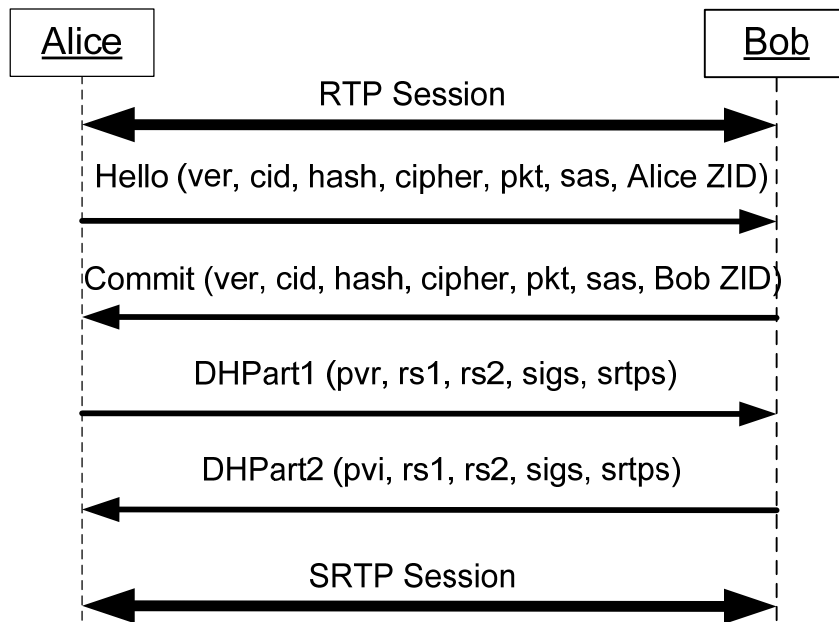 Alice
Bob
RTP Session
Hello (ver, cid, hash, cipher, pkt, sas, Alice ZID)
Commit (ver, cid, hash, cipher, pkt, sas, Bob ZID)
DHPart1 (pvr, rs1, rs2, sigs, srtps)
DHPart2 (pvi, rs1, rs2, sigs, srtps)
SRTP Session